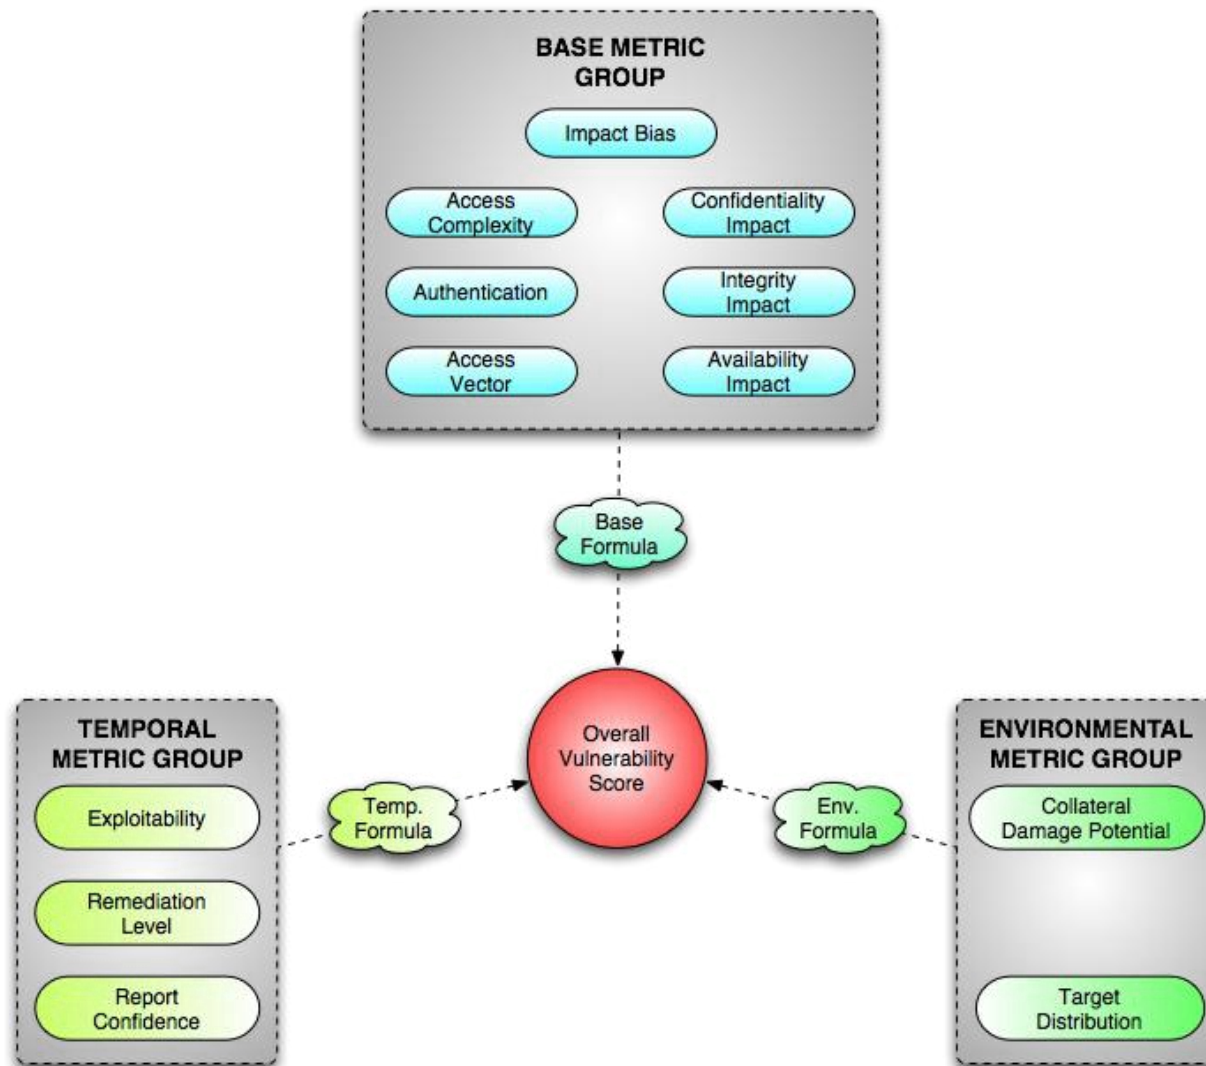 BASE METRIC
GROUP
Impact Bias
Access
Complexity
Confidentiality
Impact
Authentication
Integrity
Impact
Access
Vector
Availability
Impact
Base
Formula
Overall
Vulnerability
Score
TEMPORAL
METRIC GROUP
Exploitability
Remediation
Level
Report
Confidence
Temp.
Formula
Env.
Formula
ENVIRONMENTAL
METRIC GROUP
Collateral
Damage Potential
Target
Distribution